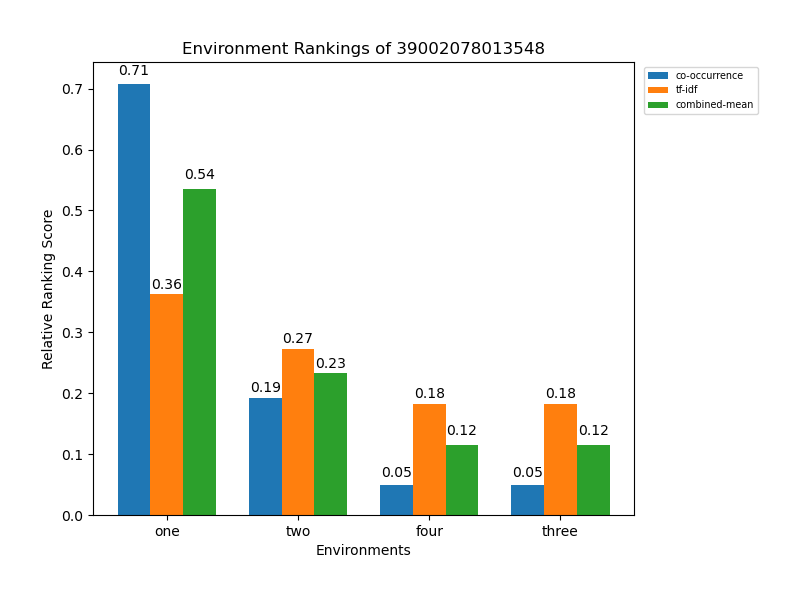 Environment Rankings of 39002078013548
co-occurrence
tf-idf
combined-mean
Relative Ranking Score
0.7
0.6
0.5
0.4
0.3
0.2
0.1
0.0
0.71
0.36
0.54
0.19
0.27
0.23
0.05
0.18
0.12
0.05
0.18
0.12
one two four three
Environments